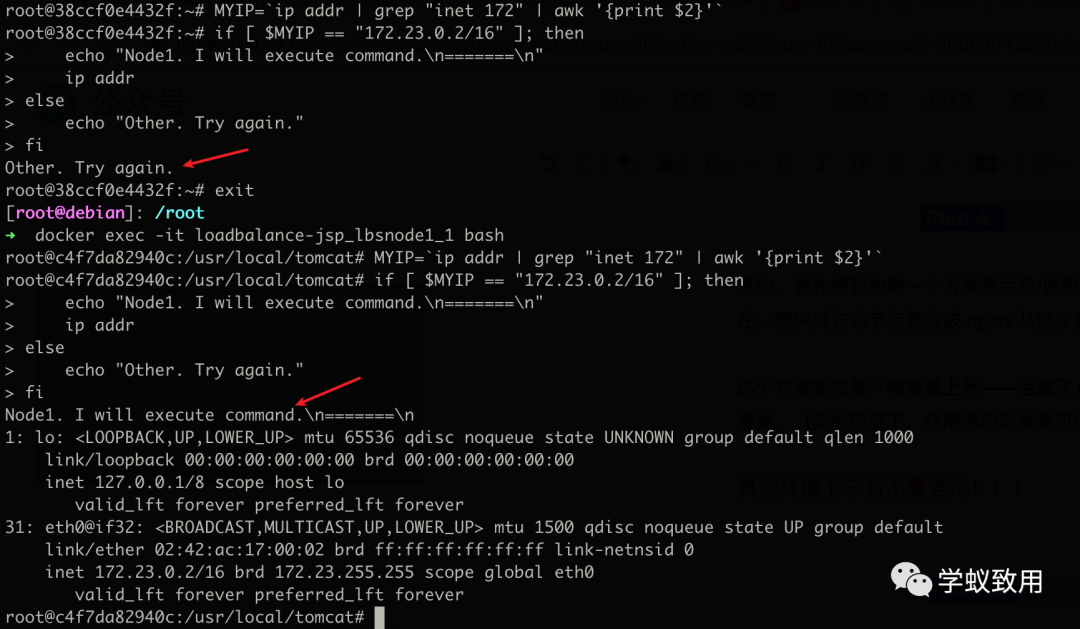 root@38ccf0e4432f:~# MYIP=`ip addr | grep "inet 172" | awk '{print $2}'`
root@38ccf0e4432f:~# if [ $MYIP == "172.23.0.2/16" ]; then
>     echo "Node1. I will execute command.\n=======\n"
>     ip addr
> else
>     echo "Other. Try again."
> fi
Other. Try again.
root@38ccf0e4432f:~# exit
[root@debian]: /root
➜  docker exec -it loadbalance-jsp_lbsnode1_1 bash
root@c4f7da82940c:/usr/local/tomcat# MYIP=`ip addr | grep "inet 172" | awk '{print $2}'`
root@c4f7da82940c:/usr/local/tomcat# if [ $MYIP == "172.23.0.2/16" ]; then
>     echo "Node1. I will execute command.\n=======\n"
>     ip addr
> else
>     echo "Other. Try again."
> fi
Node1. I will execute command.\n=======\n
1: lo: <LOOPBACK,UP,LOWER_UP> mtu 65536 qdisc noqueue state UNKNOWN group default qlen 1000
    link/loopback 00:00:00:00:00:00 brd 00:00:00:00:00:00
    inet 127.0.0.1/8 scope host lo
       valid_lft forever preferred_lft forever
31: eth0@if32: <BROADCAST,MULTICAST,UP,LOWER_UP> mtu 1500 qdisc noqueue state UP group default
    link/ether 02:42:ac:17:00:02 brd ff:ff:ff:ff:ff:ff link-netnsid 0
    inet 172.23.0.2/16 brd 172.23.255.255 scope global eth0
       valid_lft forever preferred_lft forever
root@c4f7da82940c:/usr/local/tomcat#
公众号
Plan A
学蚁致用